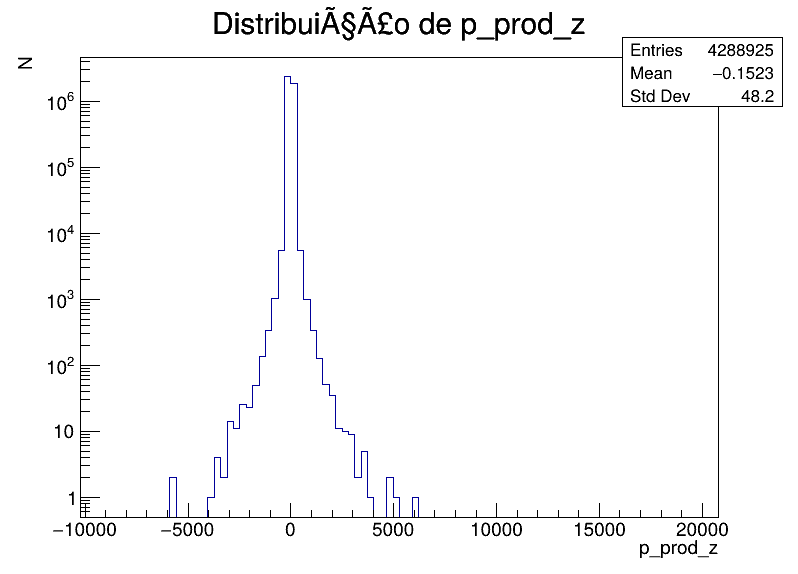 DistribuiÃ§Ã£o de p_prod_z
Entries 4288925
Mean −0.1523
Std Dev 48.2
N
10^6
10^5
10^4
10^3
10^2
10
1
−10000 −5000 0 5000 10000 15000 20000
p_prod_z